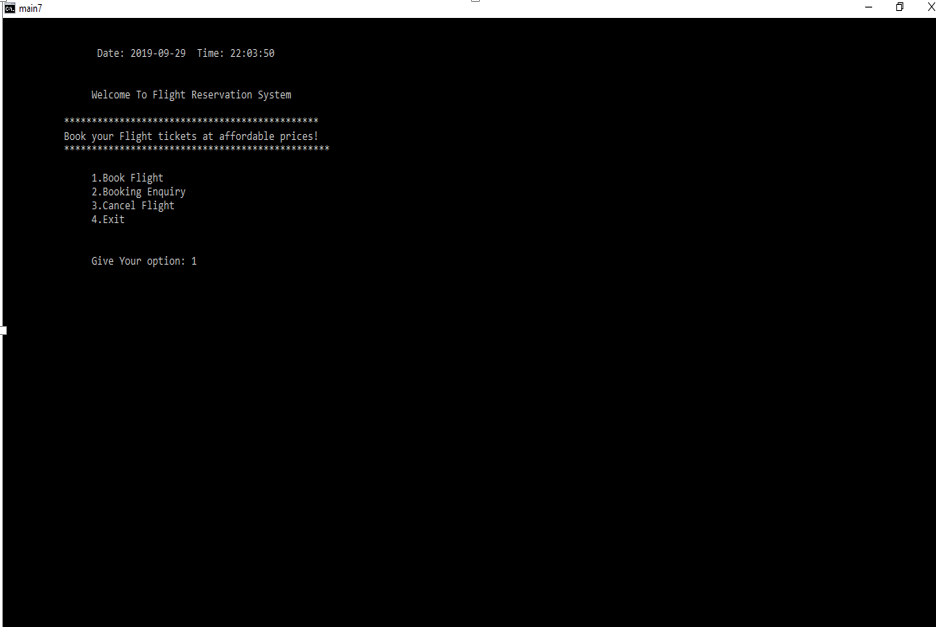 main7
Date: 2019-09-29 Time: 22:03:50
Welcome To Flight Reservation System
**********************************************
Book your Flight tickets at affordable prices!
************************************************
1.Book Flight
2.Booking Enquiry
3.Cancel Flight
4.Exit
Give Your option: 1